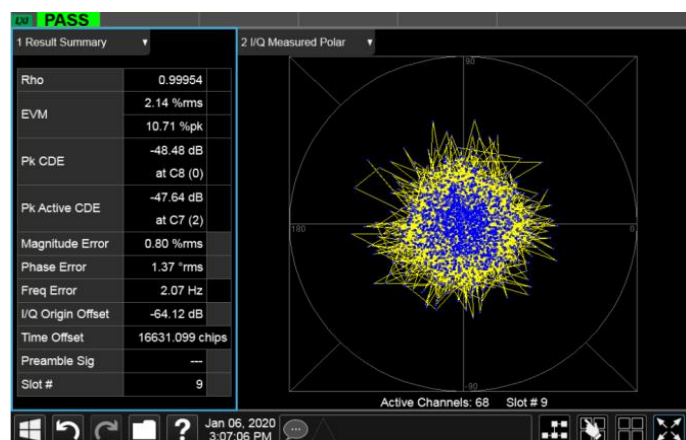 LXI PASS
1 Result Summary
2 I/Q Measured Polar
Rho 0.99954
EVM 2.14 %rms
10.71 %pk
Pk CDE -48.48 dB
at C8 (0)
Pk Active CDE -47.64 dB
at C7 (2)
Magnitude Error 0.80 %rms
Phase Error 1.37 °rms
Freq Error 2.07 Hz
I/Q Origin Offset -64.12 dB
Time Offset 16631.099 chips
Preamble Sig ---
Slot # 9
90
180
0
-90
Active Channels: 68 Slot # 9
?
Jan 06, 2020
3:07:06 PM